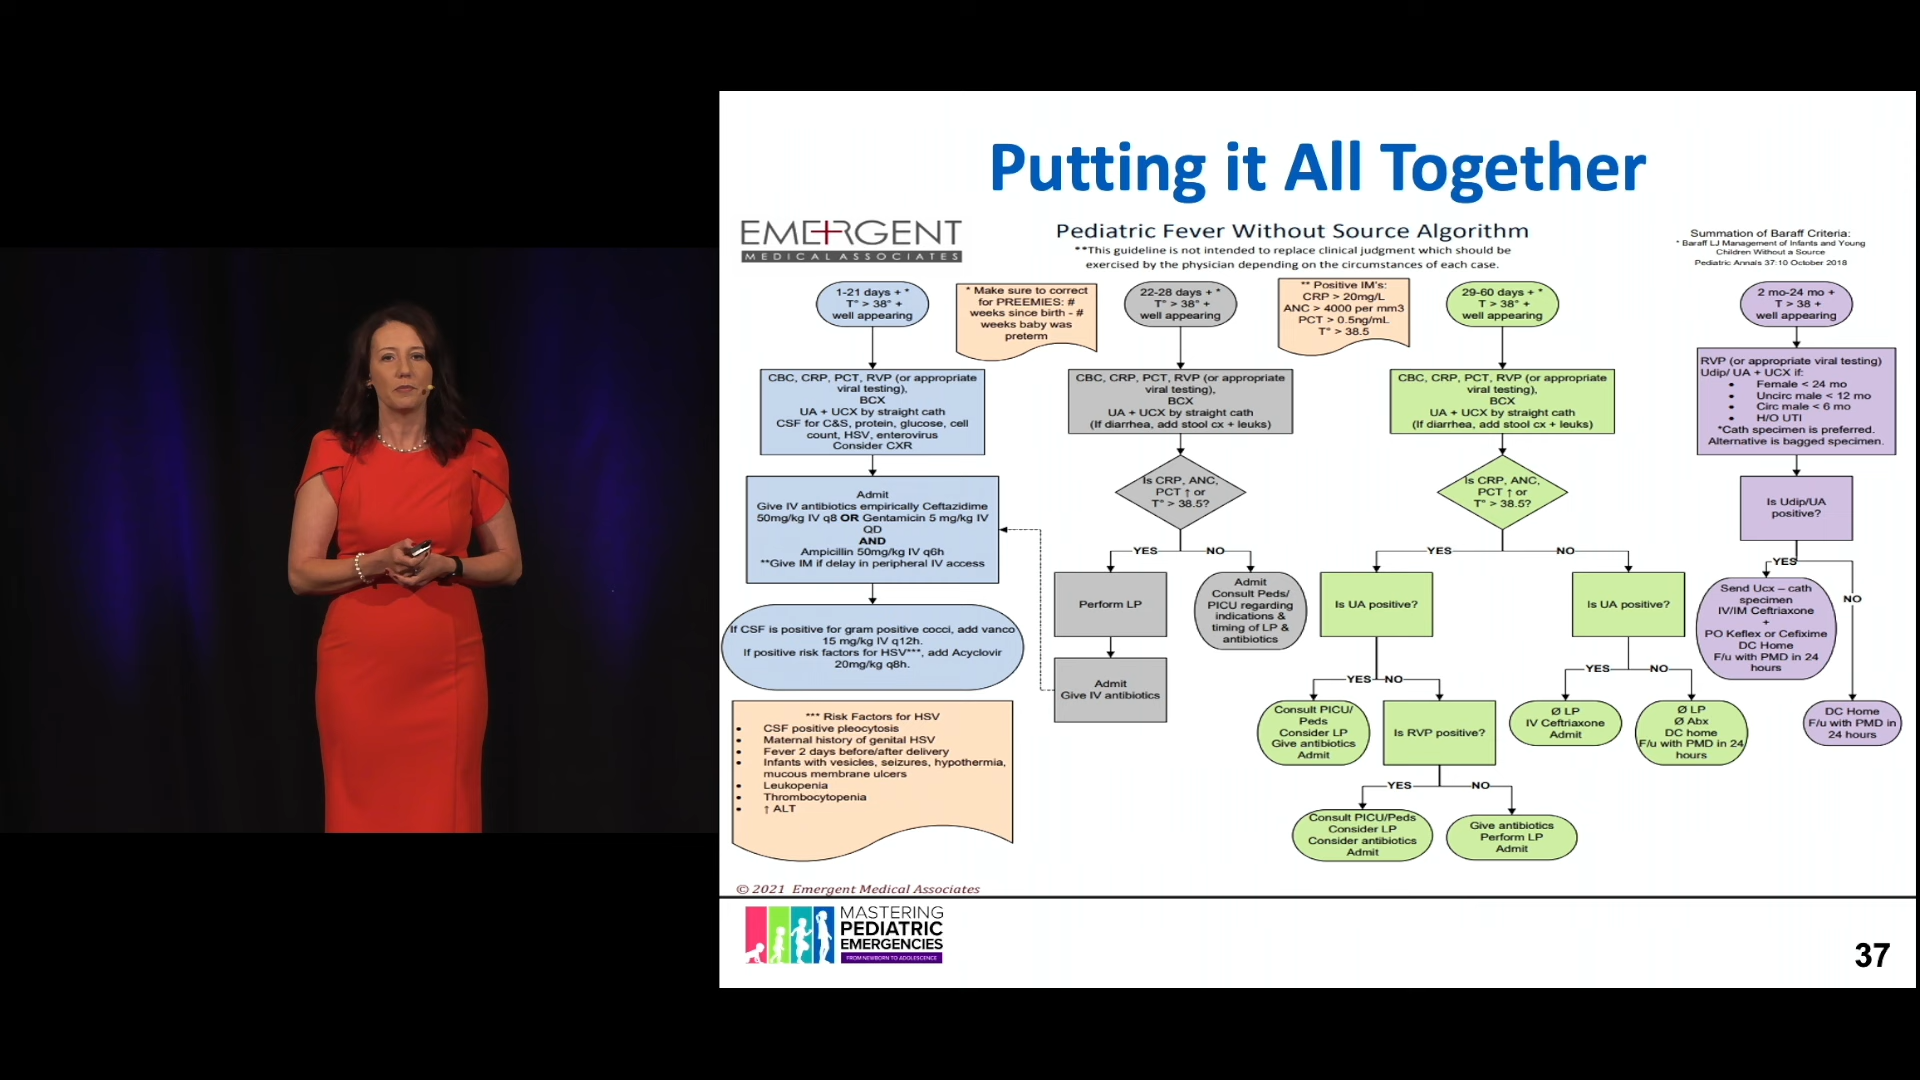 Putting it All Together
EMERGENT
MEDICAL ASSOCIATES
Pediatric Fever Without Source Algorithm
**This guideline is not intended to replace clinical judgment which should be
exercised by the physician depending on the circumstances of each case.
Summation of Baraff Criteria:
* Baraff LJ Management of Infants and Young
Children Without a Source
Pediatric Annals 37:10 October 2018
1-21 days + *
T° > 38° +
well appearing
* Make sure to correct
for PREEMIES: #
weeks since birth - #
weeks baby was
preterm
22-28 days + *
T° > 38° +
well appearing
** Positive IM's:
CRP > 20mg/L
ANC > 4000 per mm3
PCT > 0.5ng/mL
T° > 38.5
29-60 days + *
T > 38° +
well appearing
2 mo-24 mo +
T > 38 +
well appearing
CBC, CRP, PCT, RVP (or appropriate
viral testing),
BCX
UA + UCX by straight cath
CSF for C&S, protein, glucose, cell
count, HSV, enterovirus
Consider CXR
CBC, CRP, PCT, RVP (or appropriate
viral testing),
BCX
UA + UCX by straight cath
(If diarrhea, add stool cx + leuks)
CBC, CRP, PCT, RVP (or appropriate
viral testing),
BCX
UA + UCX by straight cath
(If diarrhea, add stool cx + leuks)
RVP (or appropriate viral testing)
Udip/ UA + UCX if:
• Female < 24 mo
• Uncirc male < 12 mo
• Circ male < 6 mo
• H/O UTI
*Cath specimen is preferred.
Alternative is bagged specimen.
Admit
Give IV antibiotics empirically Ceftazidime
50mg/kg IV q8 OR Gentamicin 5 mg/kg IV
QD
AND
Ampicillin 50mg/kg IV q6h
**Give IM if delay in peripheral IV access
Is CRP, ANC,
PCT ↑ or
T° > 38.5?
Is CRP, ANC,
PCT ↑ or
T° > 38.5?
Is Udip/UA
positive?
YES
NO
YES
NO
YES
NO
Perform LP
Admit
Consult Peds/
PICU regarding
indications &
timing of LP &
antibiotics
Is UA positive?
Is UA positive?
Send Ucx – cath
specimen
IV/IM Ceftriaxone
+
PO Keflex or Cefixime
DC Home
F/u with PMD in 24
hours
If CSF is positive for gram positive cocci, add vanco
15 mg/kg IV q12h.
If positive risk factors for HSV***, add Acyclovir
20mg/kg q8h.
Admit
Give IV antibiotics
YES
NO
YES
NO
*** Risk Factors for HSV
• CSF positive pleocytosis
• Maternal history of genital HSV
• Fever 2 days before/after delivery
• Infants with vesicles, seizures, hypothermia,
mucous membrane ulcers
• Leukopenia
• Thrombocytopenia
• ↑ ALT
Consult PICU/
Peds
Consider LP
Give antibiotics
Admit
Is RVP positive?
Ø LP
IV Ceftriaxone
Admit
Ø LP
Ø Abx
DC home
F/u with PMD in 24
hours
DC Home
F/u with PMD in
24 hours
YES
NO
Consult PICU/Peds
Consider LP
Consider antibiotics
Admit
Give antibiotics
Perform LP
Admit
© 2021 Emergent Medical Associates
MASTERING
PEDIATRIC
EMERGENCIES
FROM NEWBORN TO ADOLESCENCE
37